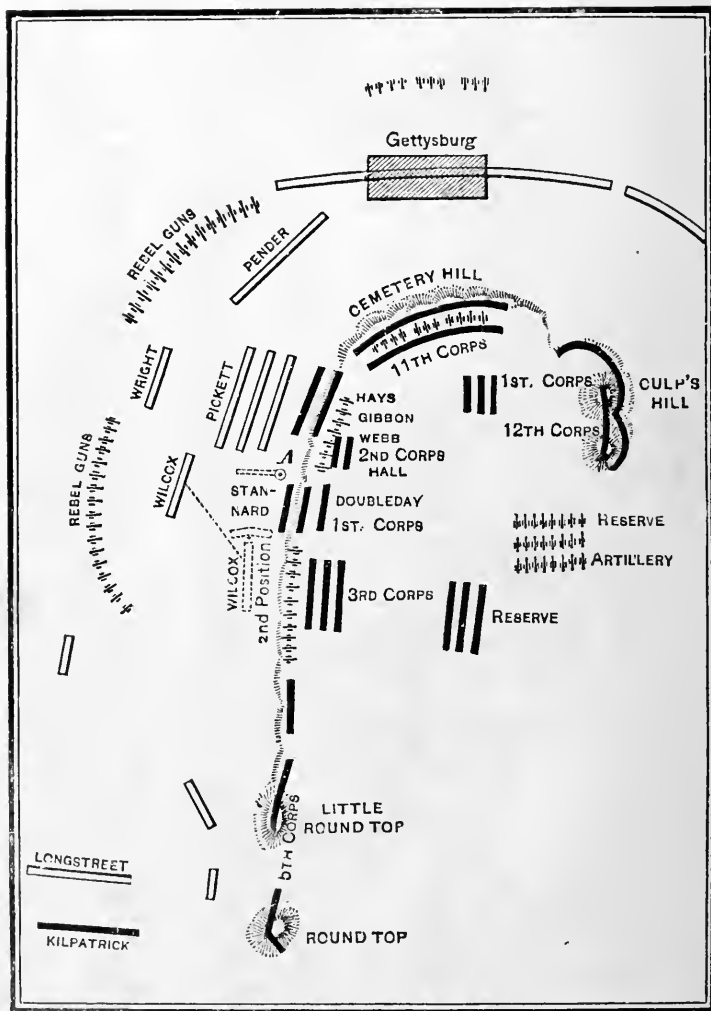 Gettysburg
REBEL GUNS
PENDER
CEMETERY HILL
11TH CORPS
WRIGHT
PICKETT
HAYS
GIBBON
WEBB
2ND CORPS
HALL
1ST. CORPS
CULP'S
HILL
12TH CORPS
REBEL GUNS
WILCOX
STAN-
NARD
DOUBLEDAY
1ST. CORPS
RESERVE
ARTILLERY
WILCOX
2nd Position
3RD CORPS
RESERVE
LITTLE
ROUND TOP
5TH CORPS
LONGSTREET
KILPATRICK
ROUND TOP